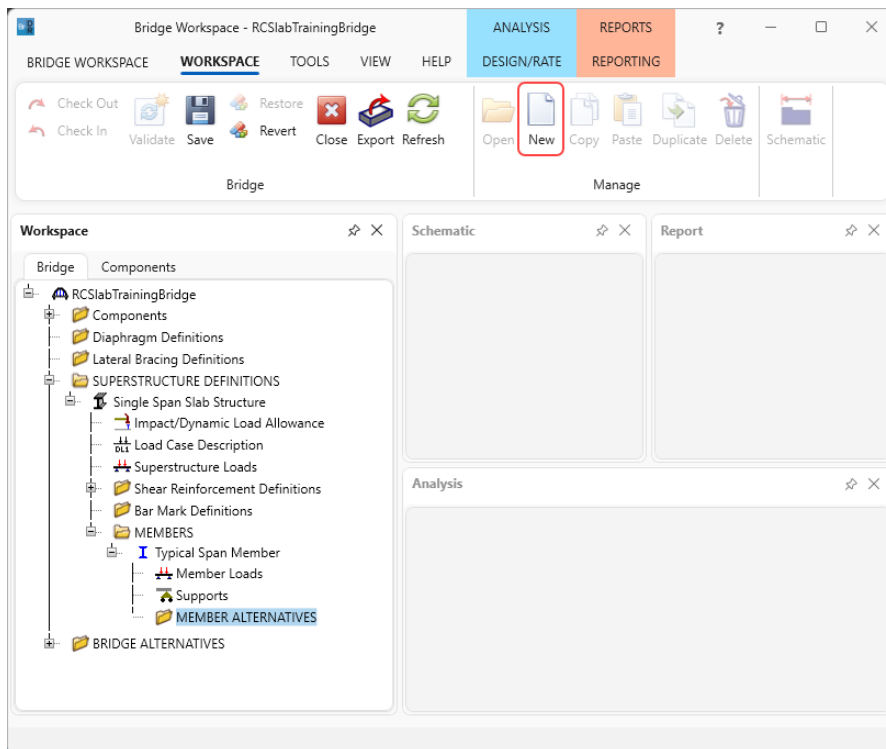 Bridge Workspace - RCSlabTrainingBridge
ANALYSIS
REPORTS
?
BRIDGE WORKSPACE
WORKSPACE
TOOLS
VIEW
HELP
DESIGN/RATE
REPORTING
Check Out
Check In
Validate
Save
Restore
Revert
Close
Export
Refresh
Bridge
Open
New
Copy
Paste
Duplicate
Delete
Manage
Schematic
Workspace
Bridge
Components
RCSlabTrainingBridge
Components
Diaphragm Definitions
Lateral Bracing Definitions
SUPERSTRUCTURE DEFINITIONS
Single Span Slab Structure
Impact/Dynamic Load Allowance
DL1 Load Case Description
Superstructure Loads
Shear Reinforcement Definitions
Bar Mark Definitions
MEMBERS
Typical Span Member
Member Loads
Supports
MEMBER ALTERNATIVES
BRIDGE ALTERNATIVES
Schematic
Report
Analysis